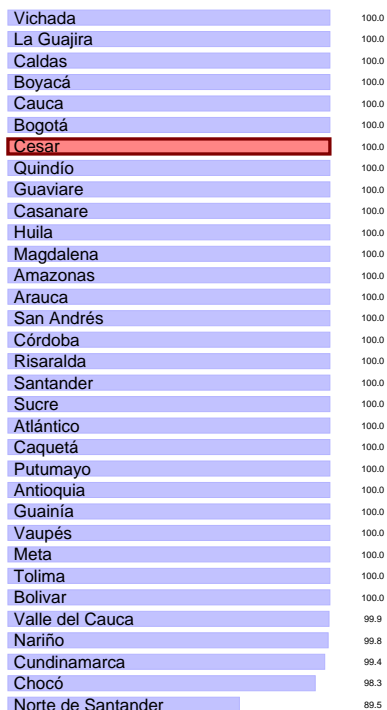 Vichada 100.0
La Guajira 100.0
Caldas 100.0
Boyacá 100.0
Cauca 100.0
Bogotá 100.0
Cesar 100.0
Quindío 100.0
Guaviare 100.0
Casanare 100.0
Huila 100.0
Magdalena 100.0
Amazonas 100.0
Arauca 100.0
San Andrés 100.0
Córdoba 100.0
Risaralda 100.0
Santander 100.0
Sucre 100.0
Atlántico 100.0
Caquetá 100.0
Putumayo 100.0
Antioquia 100.0
Guainía 100.0
Vaupés 100.0
Meta 100.0
Tolima 100.0
Bolivar 100.0
Valle del Cauca 99.9
Nariño 99.8
Cundinamarca 99.4
Chocó 98.3
Norte de Santander 89.5